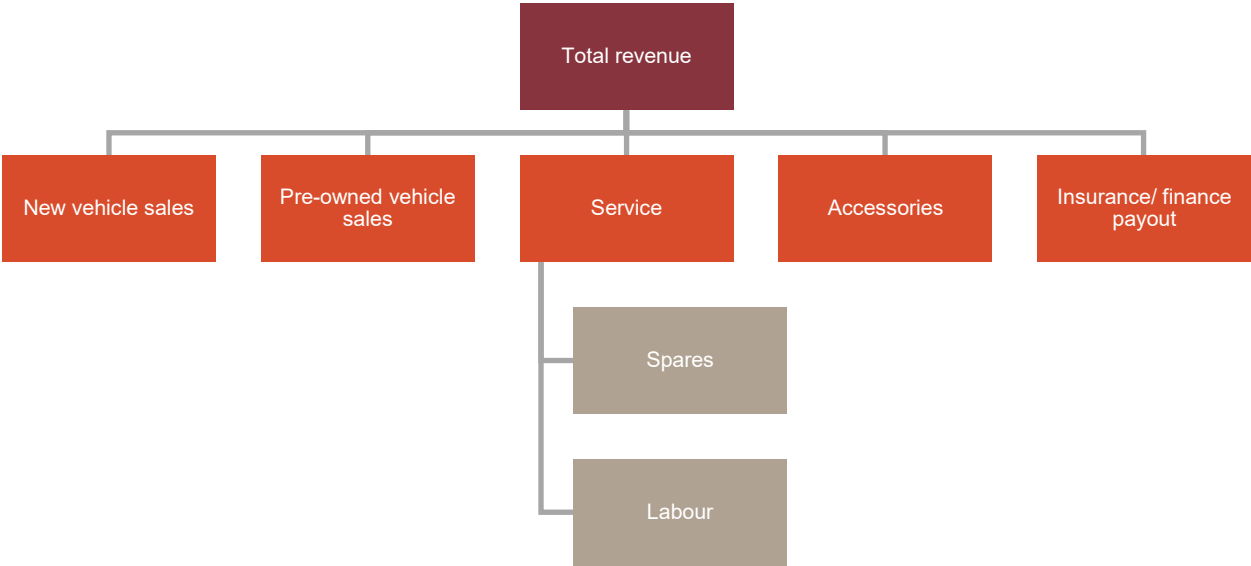 Total revenue
New vehicle sales
Pre-owned vehicle
sales
Service
Accessories
Insurance/ finance
payout
Spares
Labour